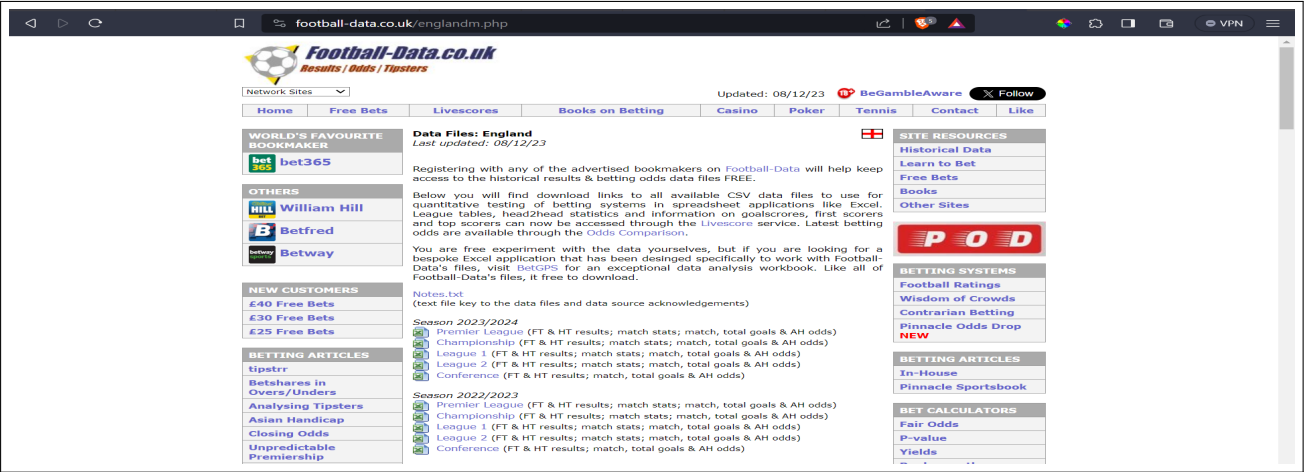 football-data.co.uk/englandm.php
5
VPN
Football-Data.co.uk
Results / Odds / Tipsters
Network Sites
Updated: 08/12/23
18+
BeGambleAware
X Follow
Home
Free Bets
Livescores
Books on Betting
Casino
Poker
Tennis
Contact
Like
WORLD'S FAVOURITE
BOOKMAKER
bet
365
bet365
OTHERS
William
HILL
BET
William Hill
B
Betfred
betway
sports
Betway
NEW CUSTOMERS
£40 Free Bets
£30 Free Bets
£25 Free Bets
BETTING ARTICLES
tipstrr
Betshares in
Overs/Unders
Analysing Tipsters
Asian Handicap
Closing Odds
Unpredictable
Premiership
Data Files: England
Last updated: 08/12/23
Registering with any of the advertised bookmakers on Football-Data will help keep
access to the historical results & betting odds data files FREE.
Below you will find download links to all available CSV data files to use for
quantitative testing of betting systems in spreadsheet applications like Excel.
League tables, head2head statistics and information on goalscrores, first scorers
and top scorers can now be accessed through the Livescore service. Latest betting
odds are available through the Odds Comparison.
You are free experiment with the data yourselves, but if you are looking for a
bespoke Excel application that has been desinged specifically to work with Football-
Data's files, visit BetGPS for an exceptional data analysis workbook. Like all of
Football-Data's files, it free to download.
Notes.txt
(text file key to the data files and data source acknowledgements)
Season 2023/2024
Premier League (FT & HT results; match stats; match, total goals & AH odds)
Championship (FT & HT results; match stats; match, total goals & AH odds)
League 1 (FT & HT results; match stats; match, total goals & AH odds)
League 2 (FT & HT results; match stats; match, total goals & AH odds)
Conference (FT & HT results; match, total goals & AH odds)
Season 2022/2023
Premier League (FT & HT results; match stats; match, total goals & AH odds)
Championship (FT & HT results; match stats; match, total goals & AH odds)
League 1 (FT & HT results; match stats; match, total goals & AH odds)
League 2 (FT & HT results; match stats; match, total goals & AH odds)
Conference (FT & HT results; match, total goals & AH odds)
SITE RESOURCES
Historical Data
Learn to Bet
Free Bets
Books
Other Sites
POD
BETTING SYSTEMS
Football Ratings
Wisdom of Crowds
Contrarian Betting
Pinnacle Odds Drop
NEW
BETTING ARTICLES
In-House
Pinnacle Sportsbook
BET CALCULATORS
Fair Odds
P-value
Yields